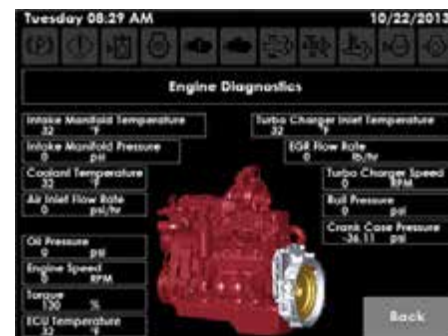 Tuesday 08:29 AM 10/22/2013
(P)
Engine Diagnostics
Intake Manifold Temperature
32 °F
Intake Manifold Pressure
0 psi
Coolant Temperature
32 °F
Air Inlet Flow Rate
0 psi/hr
Oil Pressure
0 psi
Engine Speed
0 RPM
Torque
130 %
ECU Temperature
32 °F
Turbo Charger Inlet Temperature
32 °F
EGR Flow Rate
0 lb/hr
Turbo Charger Speed
0 RPM
Rail Pressure
0 psi
Crank Case Pressure
-36.11 psi
Back